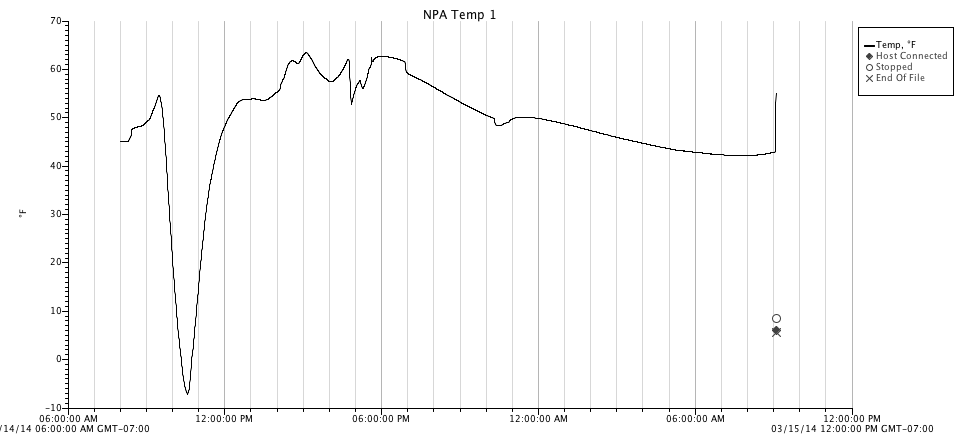 NPA Temp 1
70
60
50
40
30
20
10
0
-10
°F
Temp, °F
Host Connected
Stopped
End Of File
06:00:00 AM 12:00:00 PM 06:00:00 PM 12:00:00 AM 06:00:00 AM 12:00:00 PM
/14/14 06:00:00 AM GMT-07:00 03/15/14 12:00:00 PM GMT-07:00